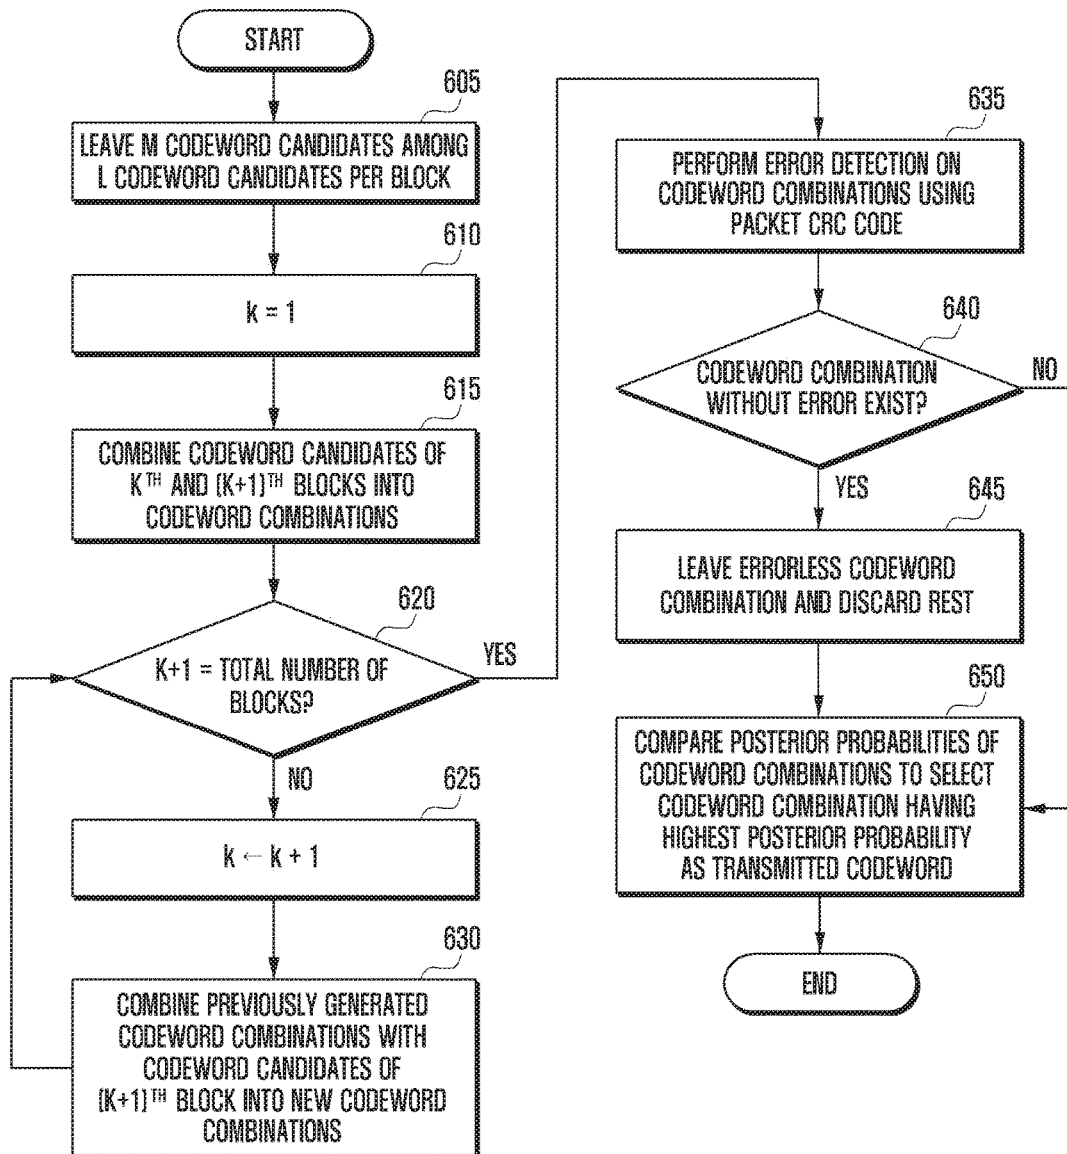 START
605
LEAVE M CODEWORD CANDIDATES AMONG
L CODEWORD CANDIDATES PER BLOCK
610
k = 1
615
COMBINE CODEWORD CANDIDATES OF
KTH AND (K+1)TH BLOCKS INTO
CODEWORD COMBINATIONS
620
K+1 = TOTAL NUMBER OF
BLOCKS?
YES
NO
625
k ← k + 1
630
COMBINE PREVIOUSLY GENERATED
CODEWORD COMBINATIONS WITH
CODEWORD CANDIDATES OF
(K+1)TH BLOCK INTO NEW CODEWORD
COMBINATIONS
635
PERFORM ERROR DETECTION ON
CODEWORD COMBINATIONS USING
PACKET CRC CODE
640
CODEWORD COMBINATION
WITHOUT ERROR EXIST?
NO
YES
645
LEAVE ERRORLESS CODEWORD
COMBINATION AND DISCARD REST
650
COMPARE POSTERIOR PROBABILITIES OF
CODEWORD COMBINATIONS TO SELECT
CODEWORD COMBINATION HAVING
HIGHEST POSTERIOR PROBABILITY
AS TRANSMITTED CODEWORD
END